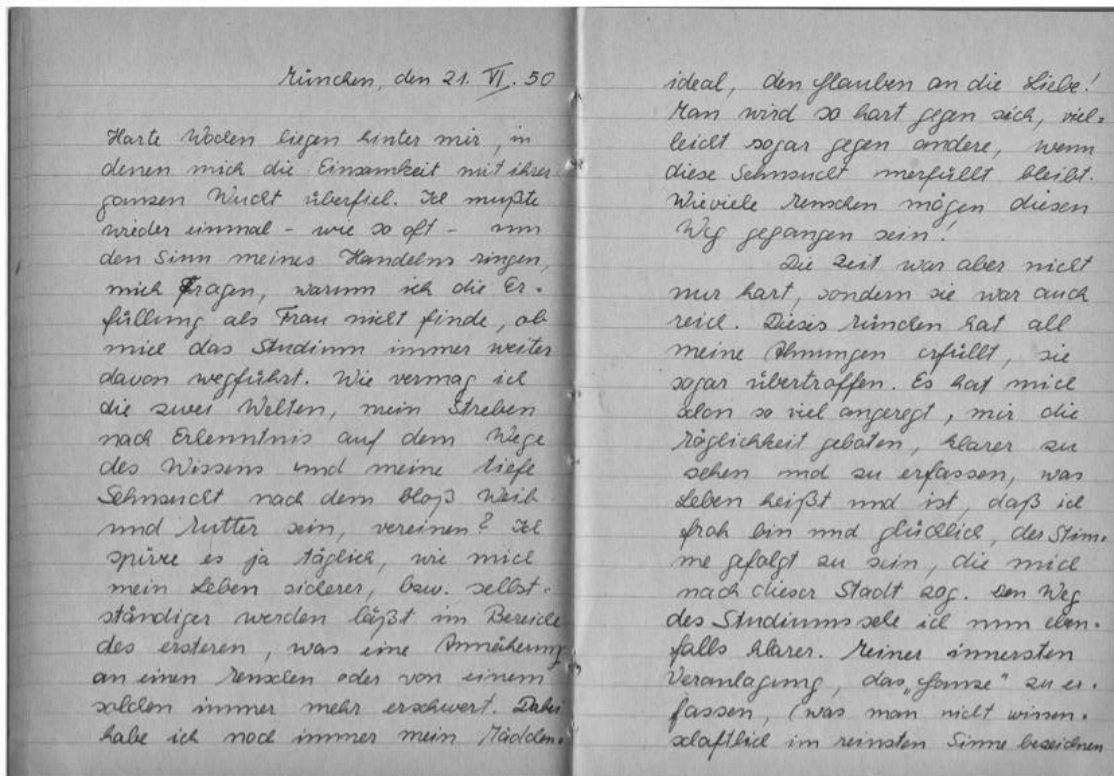 München, den 21. VI. 50
Harte Wochen liegen hinter mir, in
denen mich die Einsamkeit mit ihrer
ganzen Wucht überfiel. Ich mußte
wieder einmal - wie so oft - um
den Sinn meines Handelns ringen,
mich fragen, warum ich die Er-
füllung als Frau nicht finde, ob
mich das Studium immer weiter
davon wegführt. Wie vermag ich
die zwei Welten, mein Streben
nach Erkenntnis auf dem Wege
des Wissens und meine tiefe
Sehnsucht nach dem bloß Weib
und Mutter sein, vereinen? Ich
spüre es ja täglich, wie mich
mein Leben sicherer, bzw. selbst-
ständiger werden läßt im Bereiche
des ersteren, was eine Annäherung
an einen Menschen oder von einem
solchen immer mehr erschwert. Dabei
habe ich noch immer mein Mädchen-
ideal, den Glauben an die Liebe!
Man wird so hart gegen sich, viel-
leicht sogar gegen andere, wenn
diese Sehnsucht unerfüllt bleibt.
Wieviele Menschen mögen diesen
Weg gegangen sein!
Die Zeit war aber nicht
nur hart, sondern sie war auch
reich. Dieses München hat all
meine Ahnungen erfüllt, sie
sogar übertroffen. Es hat mich
schon so viel angeregt, mir die
Möglichkeit geboten, klarer zu
sehen und zu erfassen, was
Leben heißt und ist, daß ich
froh bin und glücklich, der Stim-
me gefolgt zu sein, die mich
nach dieser Stadt zog. Den Weg
des Studiums sehe ich nun eben-
falls klarer. Meiner innersten
Veranlagung, das „Ganze" zu er-
fassen, (was man nicht wissen-
schaftlich im reinsten Sinne bezeichnen